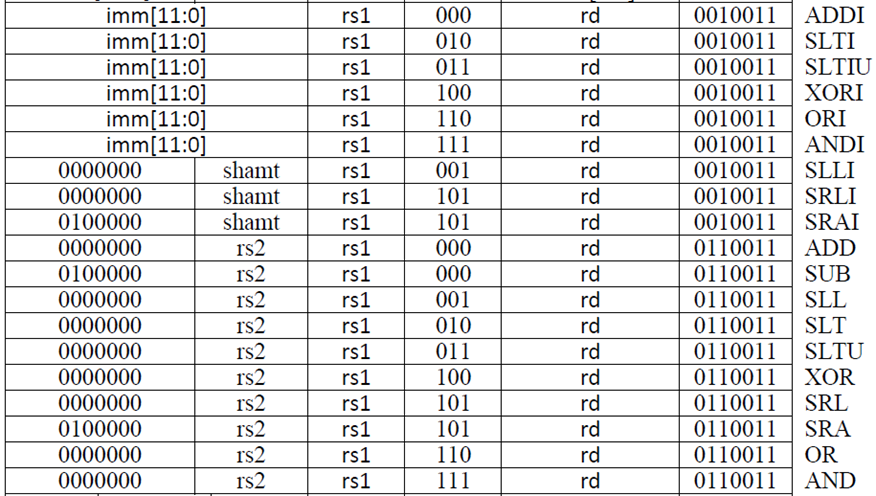 imm[11:0] rs1 000 rd 0010011 ADDI
imm[11:0] rs1 010 rd 0010011 SLTI
imm[11:0] rs1 011 rd 0010011 SLTIU
imm[11:0] rs1 100 rd 0010011 XORI
imm[11:0] rs1 110 rd 0010011 ORI
imm[11:0] rs1 111 rd 0010011 ANDI
0000000 shamt rs1 001 rd 0010011 SLLI
0000000 shamt rs1 101 rd 0010011 SRLI
0100000 shamt rs1 101 rd 0010011 SRAI
0000000 rs2 rs1 000 rd 0110011 ADD
0100000 rs2 rs1 000 rd 0110011 SUB
0000000 rs2 rs1 001 rd 0110011 SLL
0000000 rs2 rs1 010 rd 0110011 SLT
0000000 rs2 rs1 011 rd 0110011 SLTU
0000000 rs2 rs1 100 rd 0110011 XOR
0000000 rs2 rs1 101 rd 0110011 SRL
0100000 rs2 rs1 101 rd 0110011 SRA
0000000 rs2 rs1 110 rd 0110011 OR
0000000 rs2 rs1 111 rd 0110011 AND